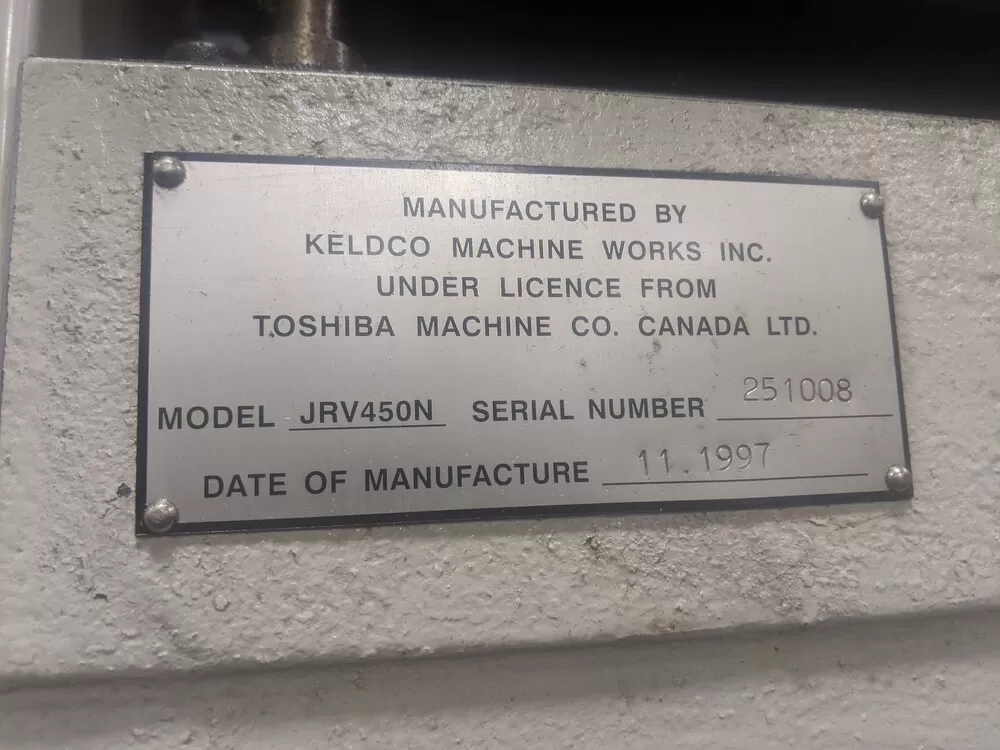 MANUFACTURED BY
KELDCO MACHINE WORKS INC.
UNDER LICENCE FROM
TOSHIBA MACHINE CO. CANADA LTD.
MODEL JRV450N SERIAL NUMBER 251008
DATE OF MANUFACTURE 11.1997